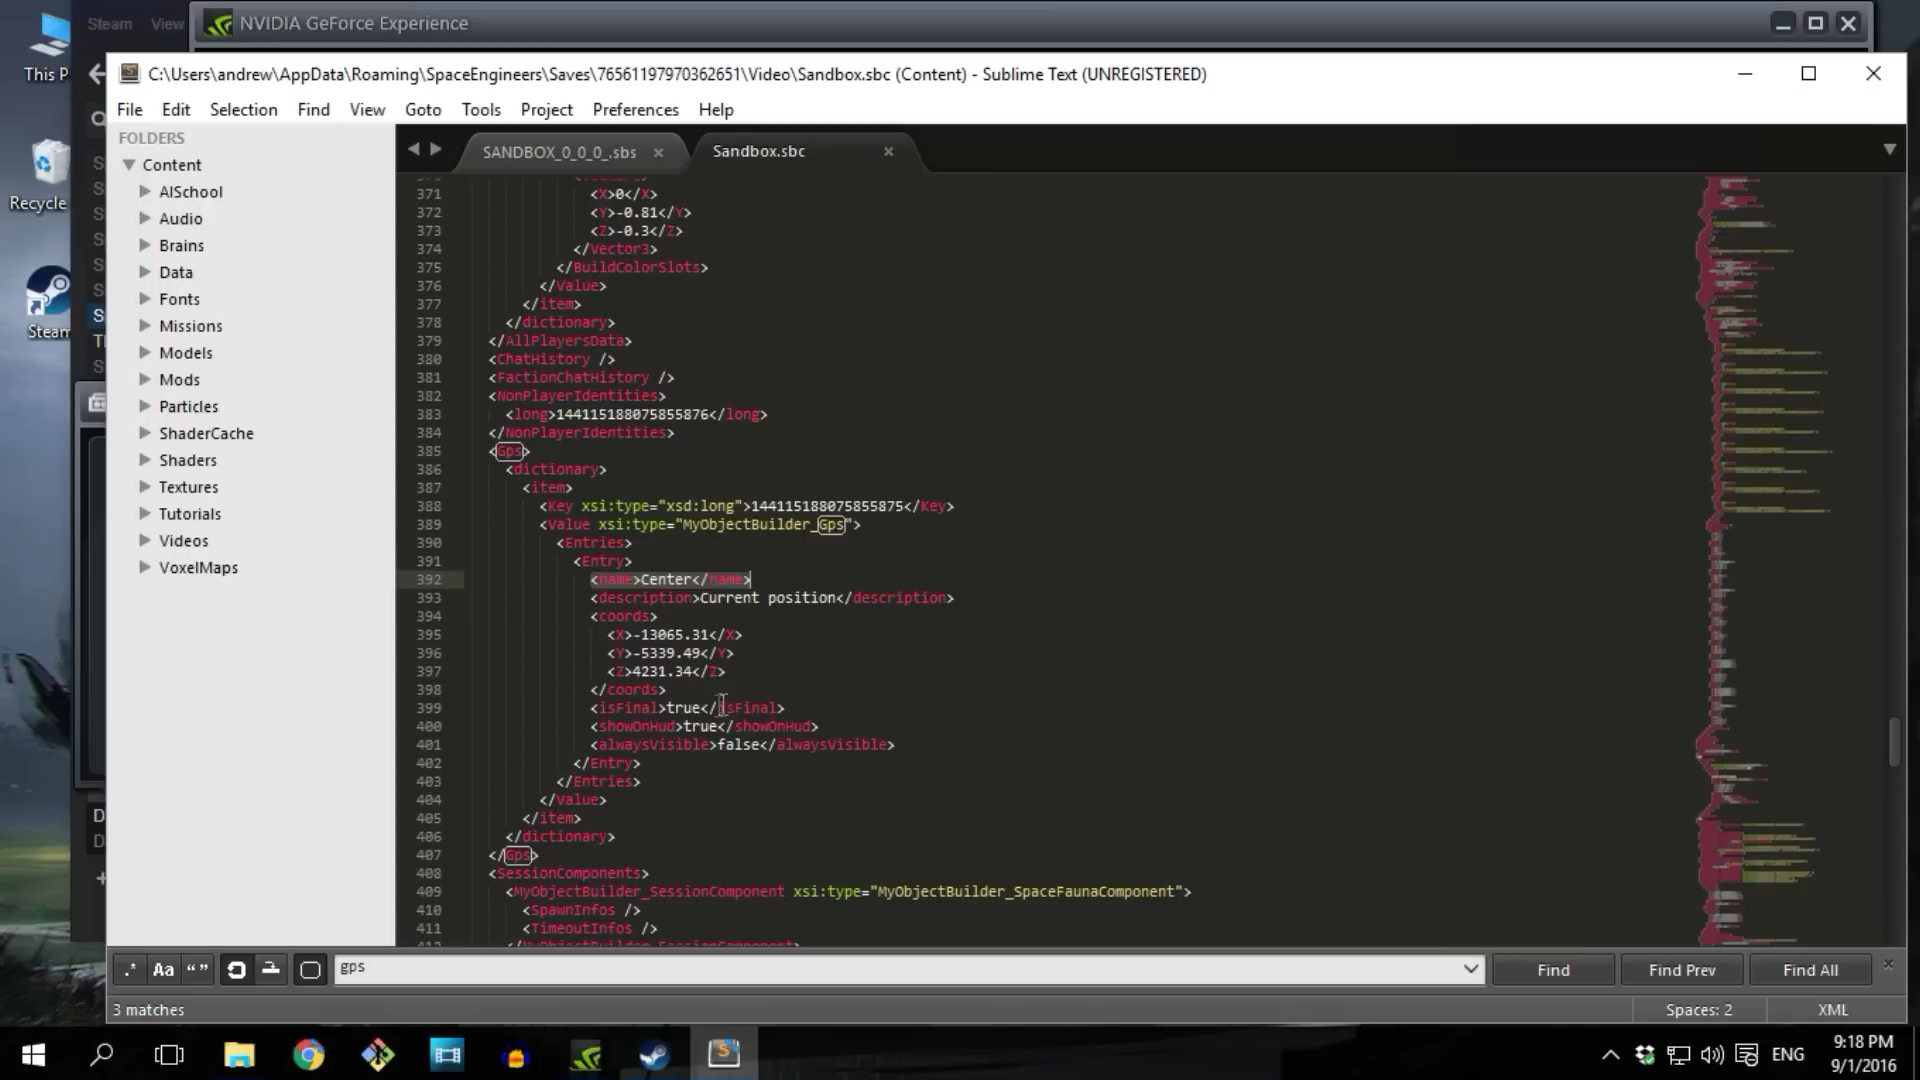 Steam View
NVIDIA GeForce Experience
This P
Recycle
Steam
C:\Users\andrew\AppData\Roaming\SpaceEngineers\Saves\76561197970362651\Video\Sandbox.sbc (Content) - Sublime Text (UNREGISTERED)
File Edit Selection Find View Goto Tools Project Preferences Help
FOLDERS
Content
AISchool
Audio
Brains
Data
Fonts
Missions
Models
Mods
Particles
ShaderCache
Shaders
Textures
Tutorials
Videos
VoxelMaps
SANDBOX_0_0_0_.sbs
Sandbox.sbc
371 <X>0</X>
372 <Y>-0.81</Y>
373 <Z>-0.3</Z>
374 </Vector3>
375 </BuildColorSlots>
376 </Value>
377 </item>
378 </dictionary>
379 </AllPlayersData>
380 <ChatHistory />
381 <FactionChatHistory />
382 <NonPlayerIdentities>
383 <long>144115188075855876</long>
384 </NonPlayerIdentities>
385 <Gps>
386 <dictionary>
387 <item>
388 <Key xsi:type="xsd:long">144115188075855875</Key>
389 <Value xsi:type="MyObjectBuilder_Gps">
390 <Entries>
391 <Entry>
392 <name>Center</name>
393 <description>Current position</description>
394 <coords>
395 <X>-13065.31</X>
396 <Y>-5339.49</Y>
397 <Z>4231.34</Z>
398 </coords>
399 <isFinal>true</isFinal>
400 <showOnHud>true</showOnHud>
401 <alwaysVisible>false</alwaysVisible>
402 </Entry>
403 </Entries>
404 </Value>
405 </item>
406 </dictionary>
407 </Gps>
408 <SessionComponents>
409 <MyObjectBuilder_SessionComponent xsi:type="MyObjectBuilder_SpaceFaunaComponent">
410 <SpawnInfos />
411 <TimeoutInfos />
412 </MyObjectBuilder_SessionComponent>
.* Aa “ ” gps Find Find Prev Find All
3 matches
Spaces: 2 XML
ENG
9:18 PM
9/1/2016